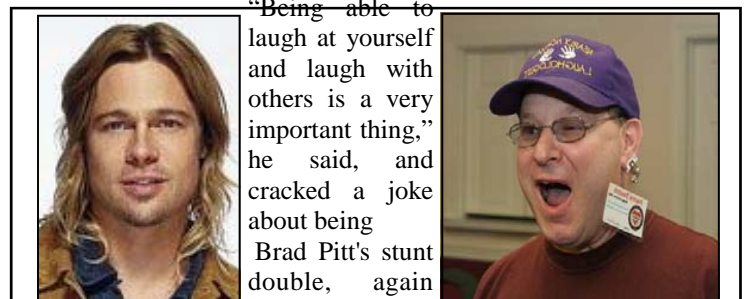 “Being able to
laugh at yourself
and laugh with
others is a very
important thing,”
he said, and
cracked a joke
about being
Brad Pitt's stunt
double, again